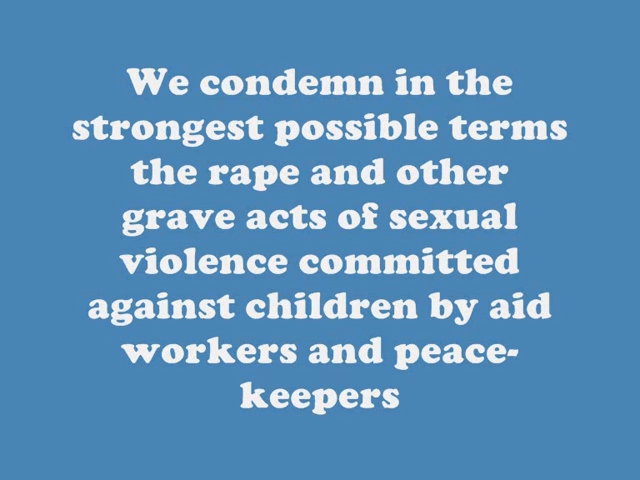 We condemn in the
strongest possible terms
the rape and other
grave acts of sexual
violence committed
against children by aid
workers and peace-
keepers